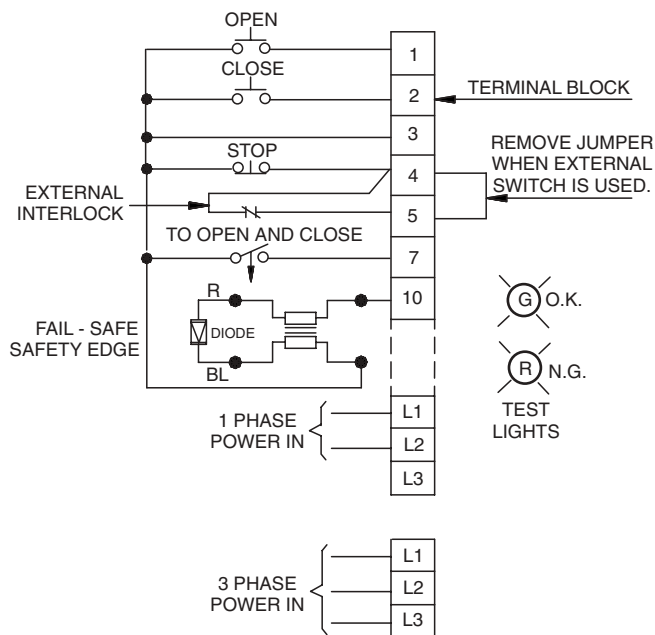 OPEN
1
CLOSE
2
TERMINAL BLOCK
3
STOP
4
REMOVE JUMPER
WHEN EXTERNAL
SWITCH IS USED.
EXTERNAL
INTERLOCK
5
TO OPEN AND CLOSE
7
R
10
G O.K.
DIODE
FAIL - SAFE
SAFETY EDGE
BL
R N.G.
TEST
LIGHTS
1 PHASE
POWER IN
L1
L2
L3
3 PHASE
POWER IN
L1
L2
L3